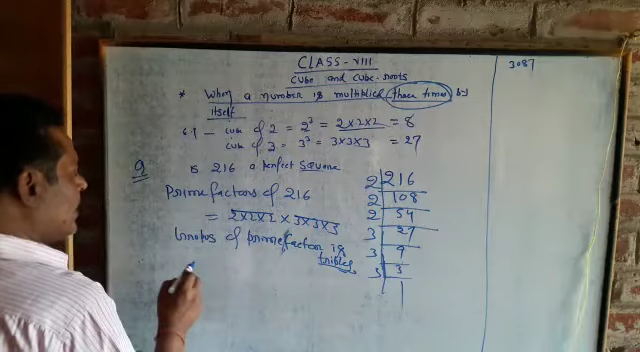 CLASS-VIII
CUBE and CUBE-ROOTS
* When a number is multiplied three times by
itself
e.g - cube of 2 = 2³ = 2×2×2 = 8
cube of 3 = 3³ = 3×3×3 = 27
Q is 216 a perfect square
Prime factors of 216
= 2×2×2 × 3×3×3
of prime factor is
2 216
2 108
2 54
3 27
3 9
3 3
1
3087